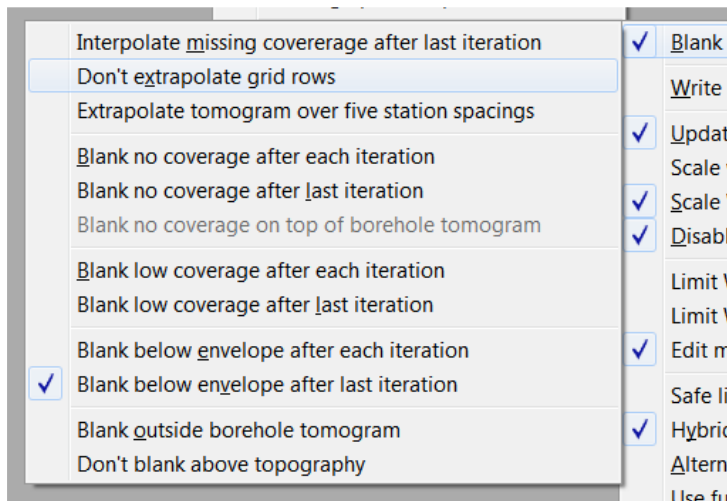 Interpolate missing covererage after last iteration
Don't extrapolate grid rows
Extrapolate tomogram over five station spacings
Blank no coverage after each iteration
Blank no coverage after last iteration
Blank no coverage on top of borehole tomogram
Blank low coverage after each iteration
Blank low coverage after last iteration
Blank below envelope after each iteration
Blank below envelope after last iteration
Blank outside borehole tomogram
Don't blank above topography
Blank
Write
Updat
Scale
Scale
Disabl
Limit
Limit
Edit m
Safe li
Hybrid
Altern
Use fu